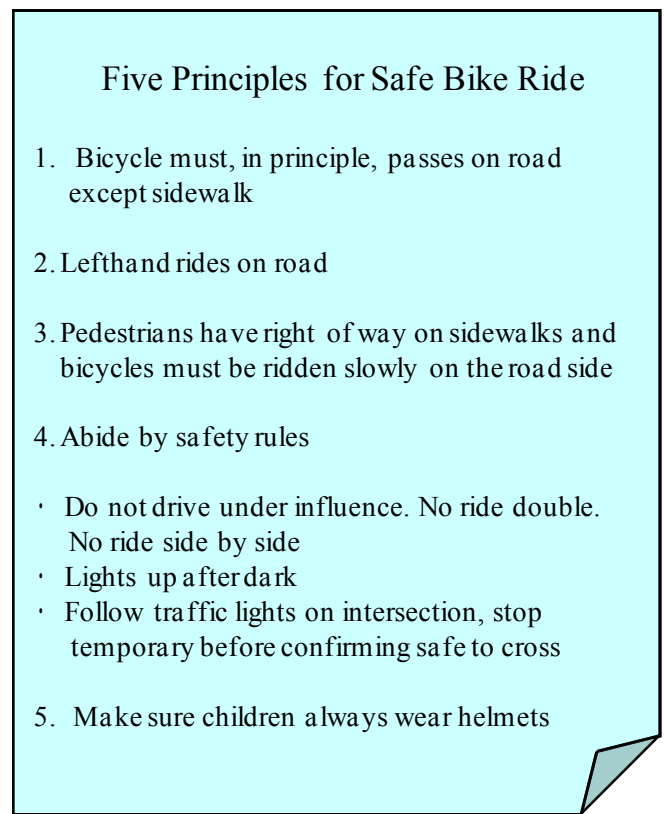 Five Principles for Safe Bike Ride
1. Bicycle must, in principle, passes on road
except sidewalk
2. Lefthand rides on road
3. Pedestrians have right of way on sidewalks and
bicycles must be ridden slowly on the road side
4. Abide by safety rules
· Do not drive under influence. No ride double.
No ride side by side
· Lights up after dark
· Follow traffic lights on intersection, stop
temporary before confirming safe to cross
5. Make sure children always wear helmets